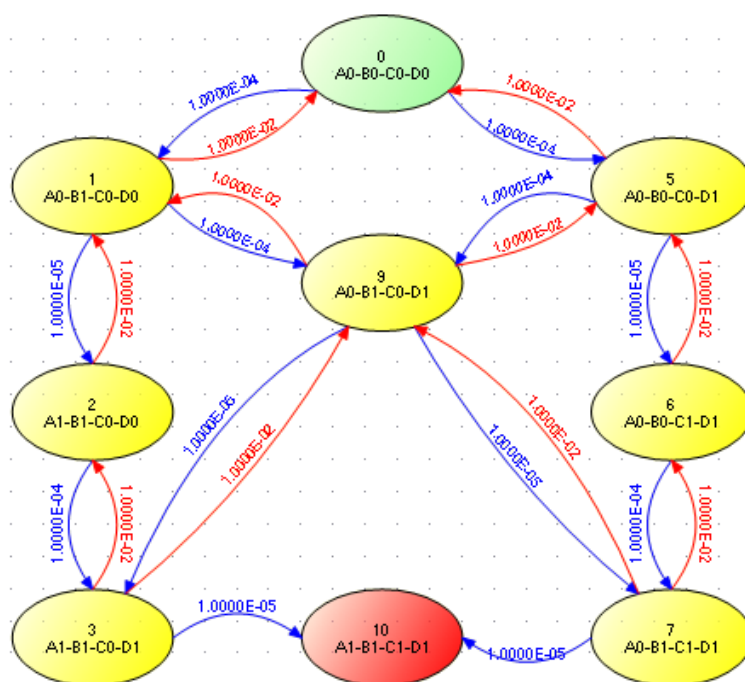 0
A0-B0-C0-D0
1.0000E-04
1.0000E-02
1.0000E-02
1.0000E-04
1
A0-B1-C0-D0
5
A0-B0-C0-D1
1.0000E-02
1.0000E-04
1.0000E-04
1.0000E-02
9
A0-B1-C0-D1
1.0000E-05
1.0000E-02
1.0000E-05
1.0000E-02
2
A1-B1-C0-D0
6
A0-B0-C1-D1
1.0000E-05
1.0000E-02
1.0000E-02
1.0000E-05
1.0000E-04
1.0000E-02
1.0000E-04
1.0000E-02
3
A1-B1-C0-D1
1.0000E-05
10
A1-B1-C1-D1
1.0000E-05
7
A0-B1-C1-D1